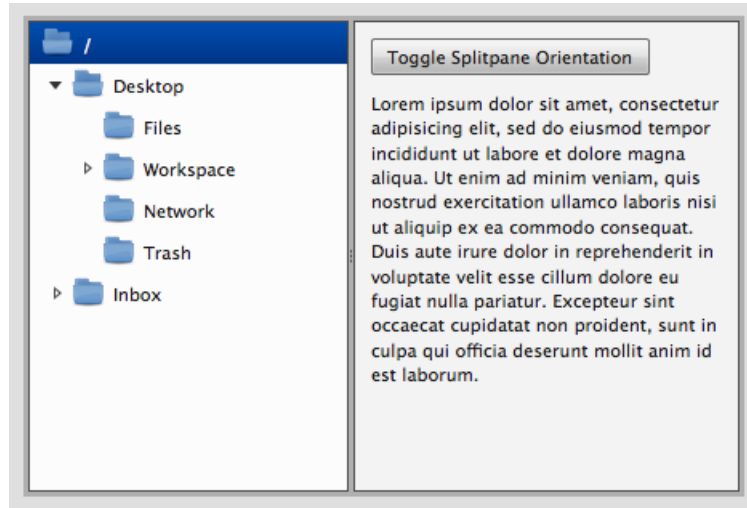 /
Desktop
Files
Workspace
Network
Trash
Inbox
Toggle Splitpane Orientation
Lorem ipsum dolor sit amet, consectetur
adipisicing elit, sed do eiusmod tempor
incididunt ut labore et dolore magna
aliqua. Ut enim ad minim veniam, quis
nostrud exercitation ullamco laboris nisi
ut aliquip ex ea commodo consequat.
Duis aute irure dolor in reprehenderit in
voluptate velit esse cillum dolore eu
fugiat nulla pariatur. Excepteur sint
occaecat cupidatat non proident, sunt in
culpa qui officia deserunt mollit anim id
est laborum.